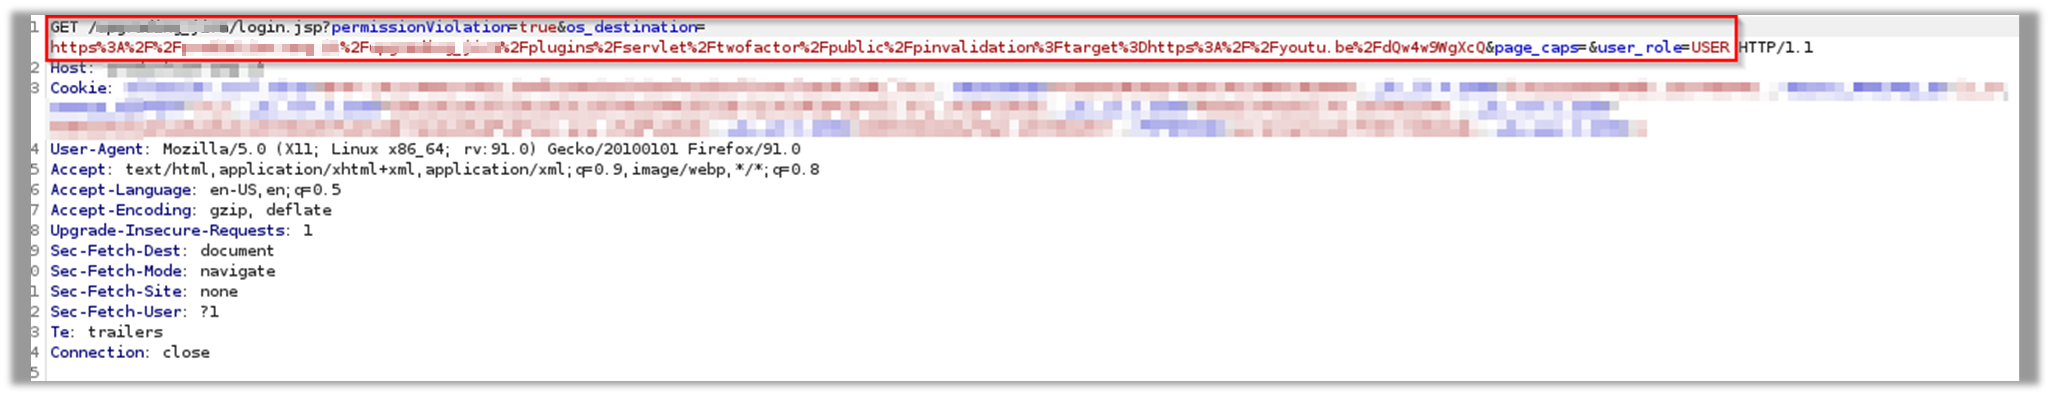 1 GET /login.jsp?permissionViolation=true&os_destination=
https%3A%2F%2F%2F%2Fplugins%2Fservlet%2Ftwofactor%2Fpublic%2Fpinvalidation%3Ftarget%3Dhttps%3A%2F%2Fyoutu.be%2FdQw4w9WgXcQ&page_caps=&user_role=USER HTTP/1.1
2 Host:
3 Cookie:
4 User-Agent: Mozilla/5.0 (X11; Linux x86_64; rv:91.0) Gecko/20100101 Firefox/91.0
5 Accept: text/html,application/xhtml+xml,application/xml;q=0.9,image/webp,*/*;q=0.8
6 Accept-Language: en-US,en;q=0.5
7 Accept-Encoding: gzip, deflate
8 Upgrade-Insecure-Requests: 1
9 Sec-Fetch-Dest: document
0 Sec-Fetch-Mode: navigate
1 Sec-Fetch-Site: none
2 Sec-Fetch-User: ?1
3 Te: trailers
4 Connection: close
5